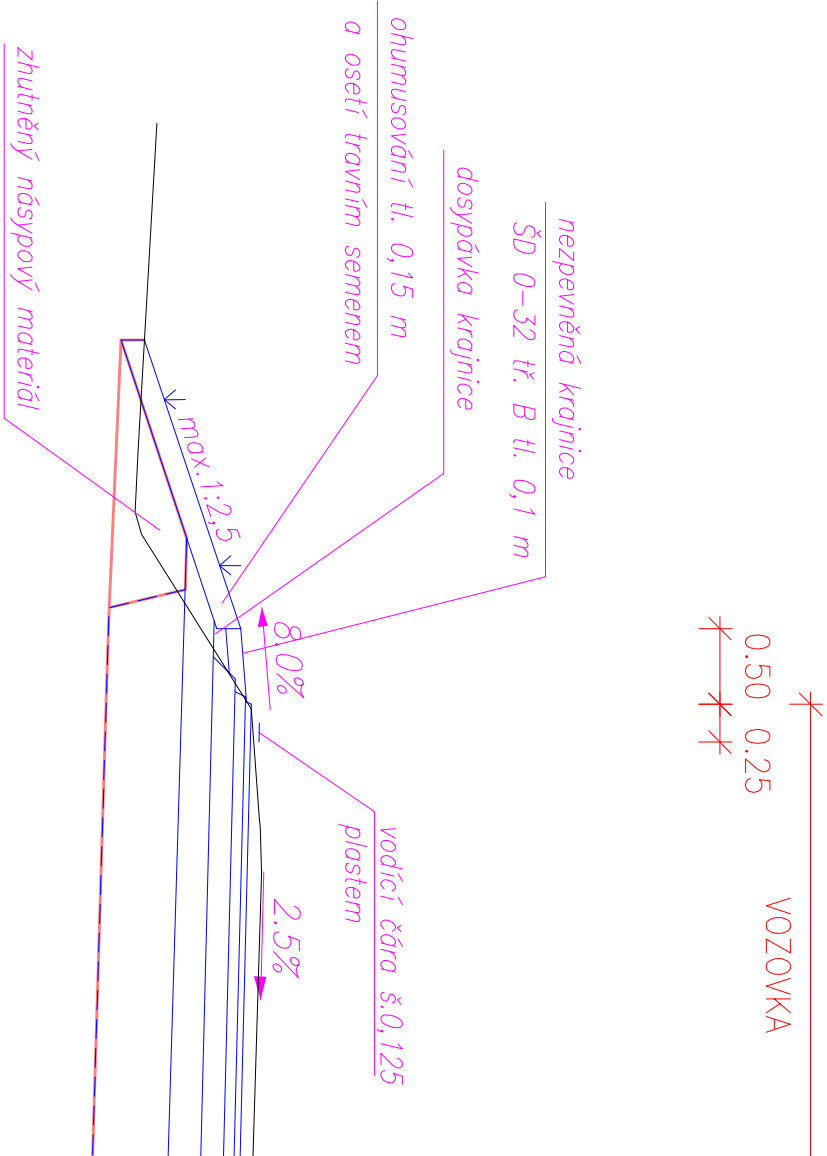 0.50 0.25
VOZOVKA
nezpevněná krajnice
ŠD 0-32 tř. B tl. 0,1 m
dosypávka krajnice
ohumusování tl. 0,15 m
a osetí travním semenem
vodící čára š.0,125
plastem
8.0%
2.5%
max.1:2,5
zhutněný násypový materiál